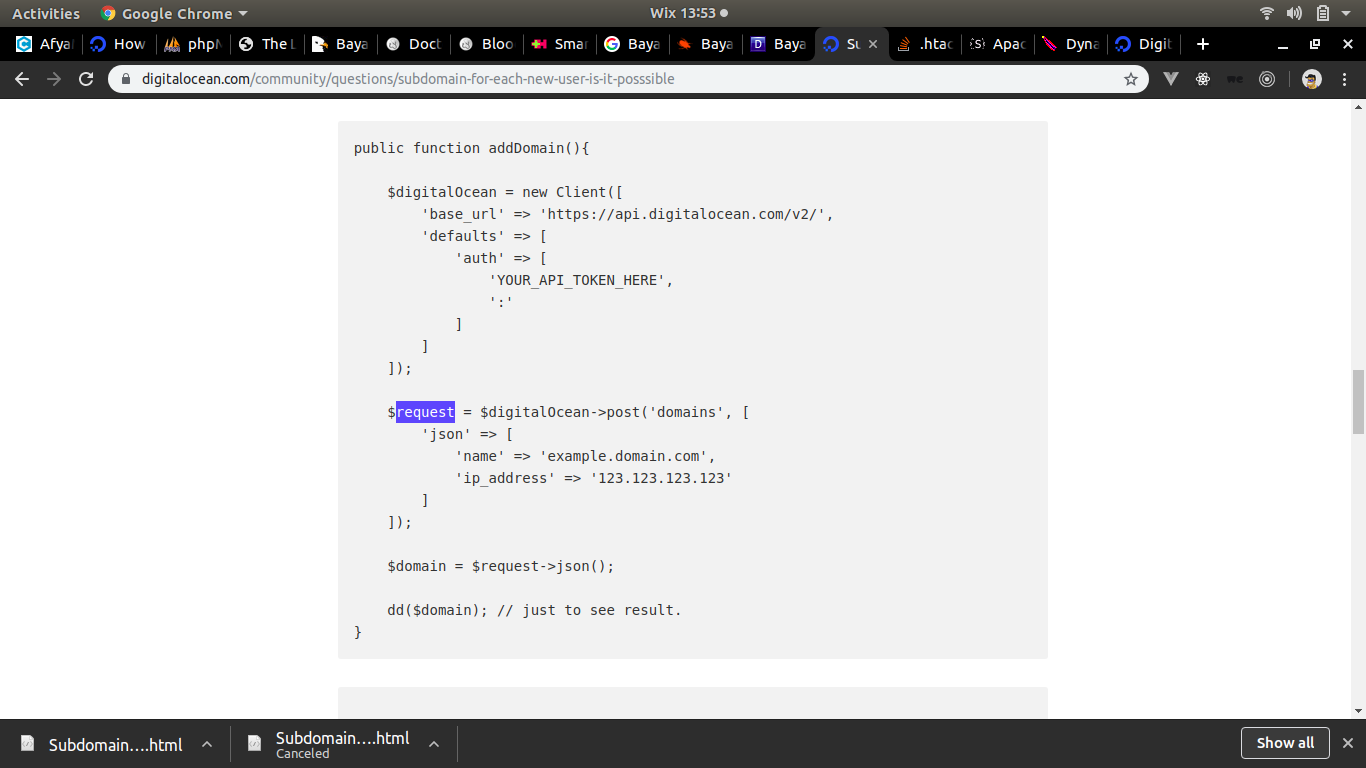 Activities Google Chrome Wix 13:53
Afya How phpM The L Baya Doct Bloo Smar Baya Baya Baya Su .htac Apac Dyna Digit
digitalocean.com/community/questions/subdomain-for-each-new-user-is-it-posssible
public function addDomain(){
$digitalOcean = new Client([
'base_url' => 'https://api.digitalocean.com/v2/',
'defaults' => [
'auth' => [
'YOUR_API_TOKEN_HERE',
':'
]
]
]);
$request = $digitalOcean->post('domains', [
'json' => [
'name' => 'example.domain.com',
'ip_address' => '123.123.123.123'
]
]);
$domain = $request->json();
dd($domain); // just to see result.
}
Subdomain....html
Subdomain....html
Canceled
Show all